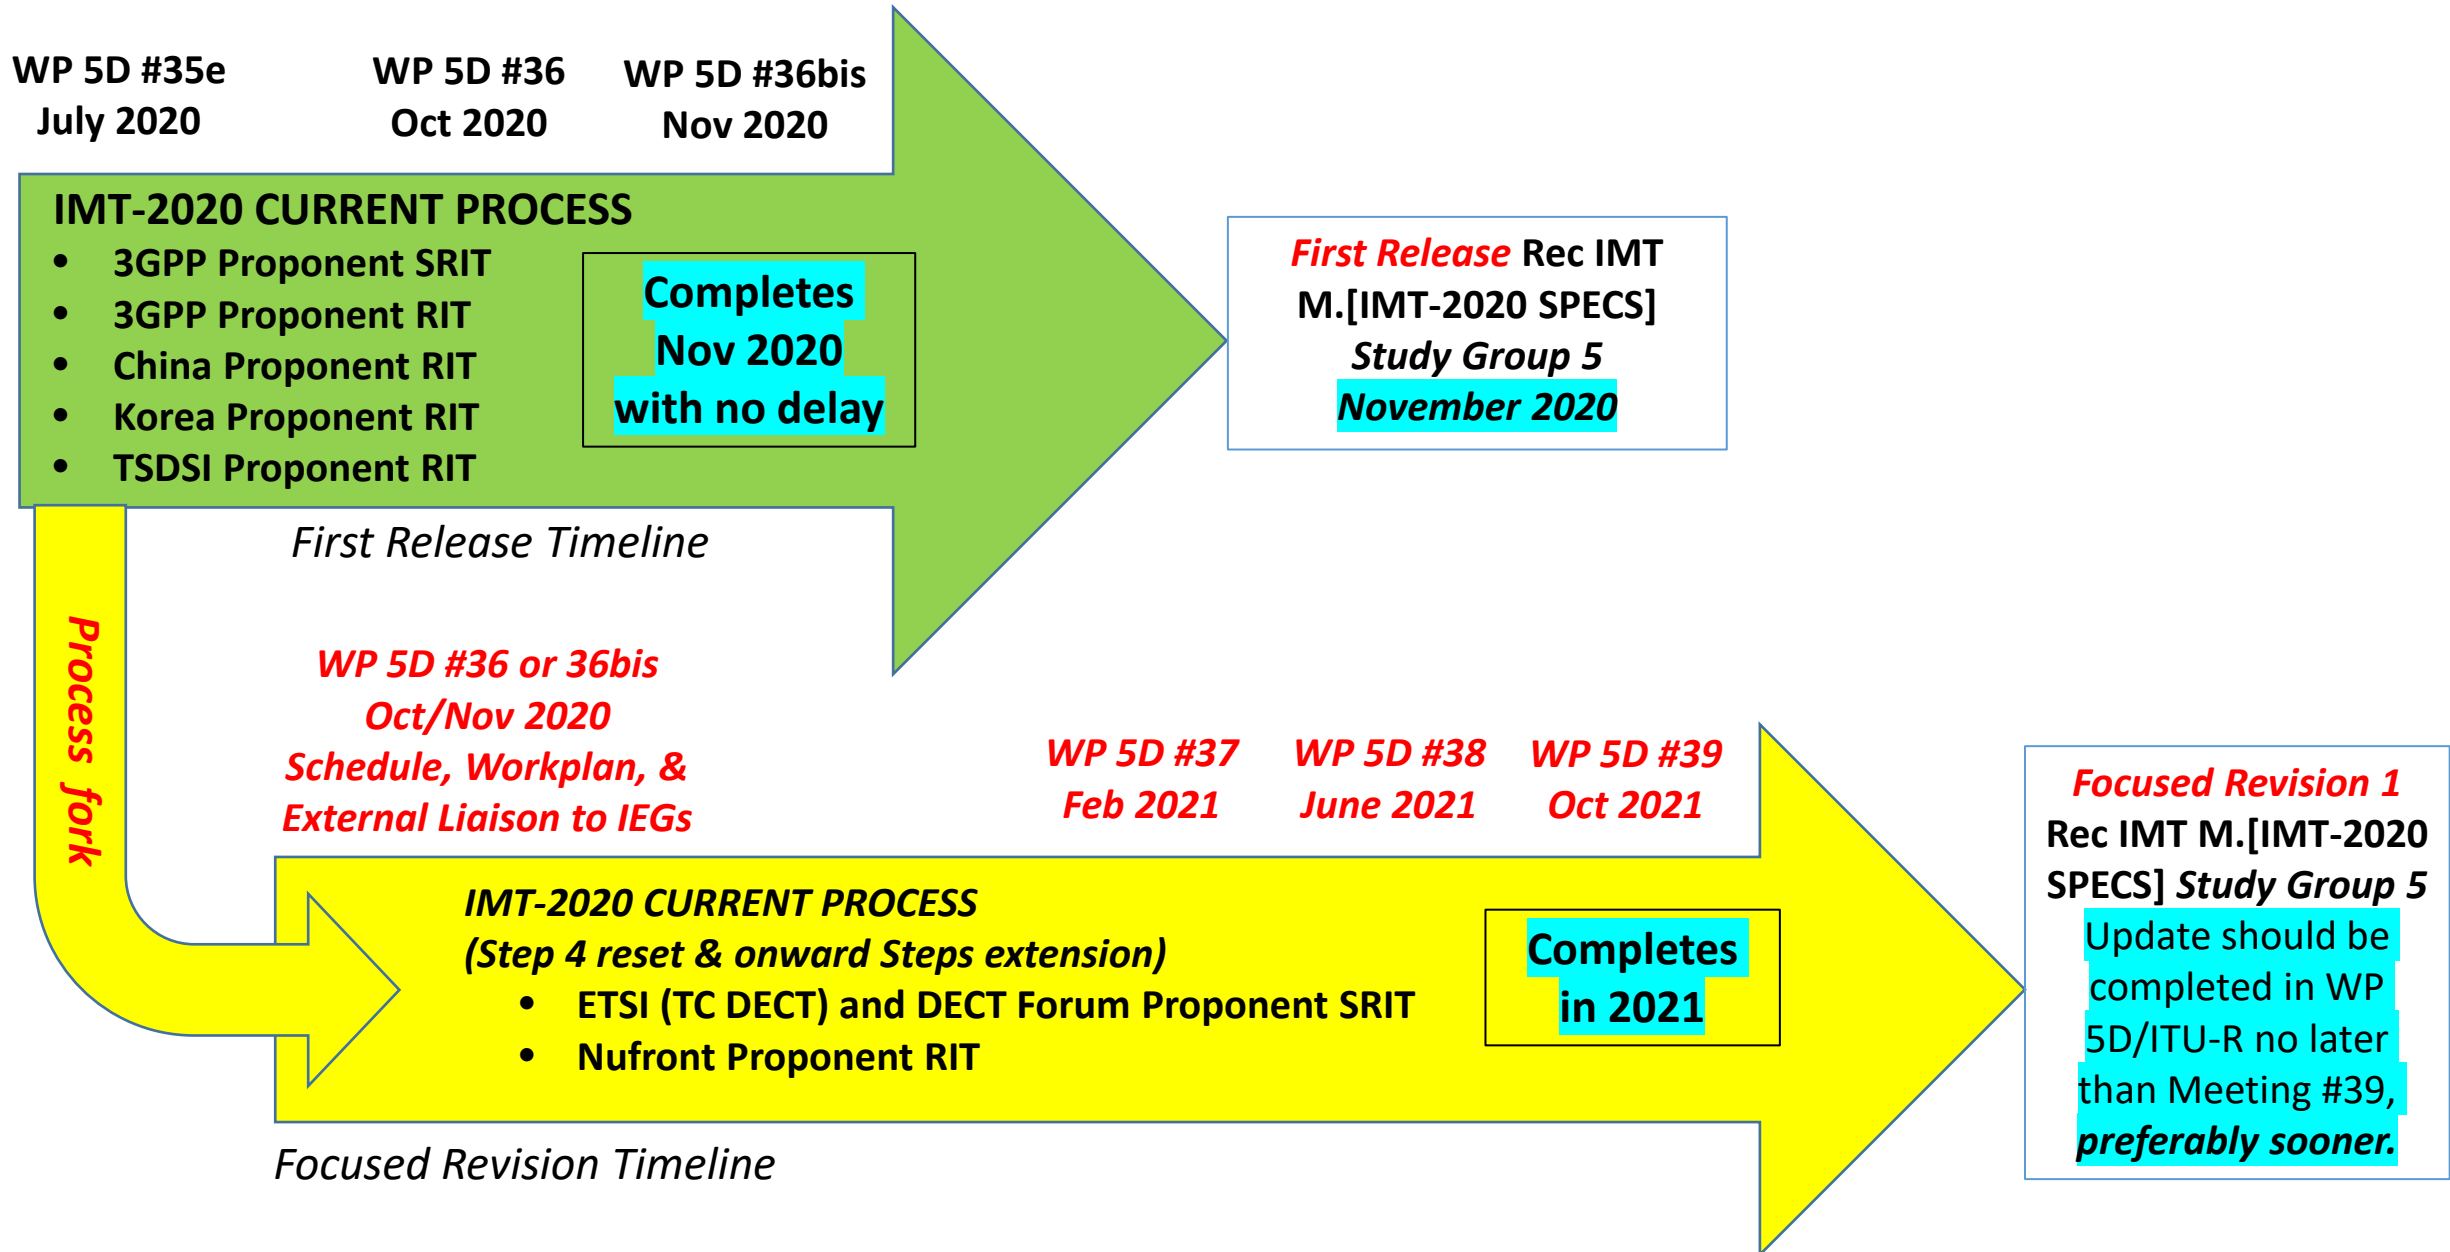 WP 5D #35e
July 2020
WP 5D #36
Oct 2020
WP 5D #36bis
Nov 2020
IMT-2020 CURRENT PROCESS
• 3GPP Proponent SRIT
• 3GPP Proponent RIT
• China Proponent RIT
• Korea Proponent RIT
• TSDSI Proponent RIT
Completes
Nov 2020
with no delay
First Release Rec IMT
M.[IMT-2020 SPECS]
Study Group 5
November 2020
First Release Timeline
Process fork
WP 5D #36 or 36bis
Oct/Nov 2020
Schedule, Workplan, &
External Liaison to IEGs
WP 5D #37
Feb 2021
WP 5D #38
June 2021
WP 5D #39
Oct 2021
IMT-2020 CURRENT PROCESS
(Step 4 reset & onward Steps extension)
• ETSI (TC DECT) and DECT Forum Proponent SRIT
• Nufront Proponent RIT
Completes
in 2021
Focused Revision 1
Rec IMT M.[IMT-2020
SPECS] Study Group 5
Update should be
completed in WP
5D/ITU-R no later
than Meeting #39,
preferably sooner.
Focused Revision Timeline